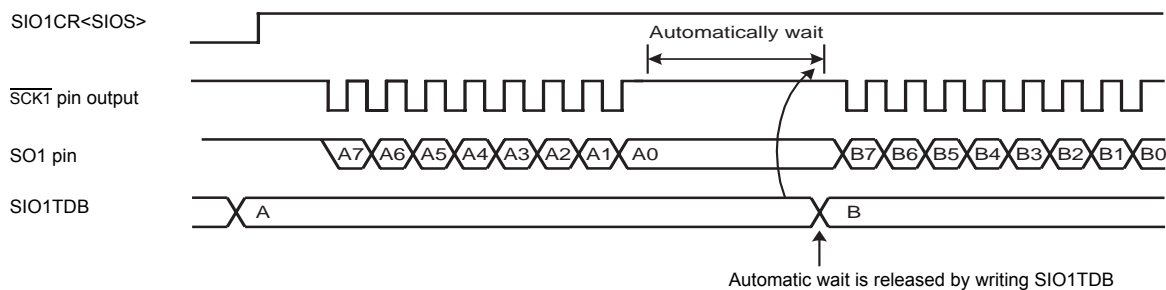 SIO1CR<SIOS>
Automatically wait
SCK1 pin output
SO1 pin
A7 A6 A5 A4 A3 A2 A1 A0 B7 B6 B5 B4 B3 B2 B1 B0
SIO1TDB
A B
Automatic wait is released by writing SIO1TDB